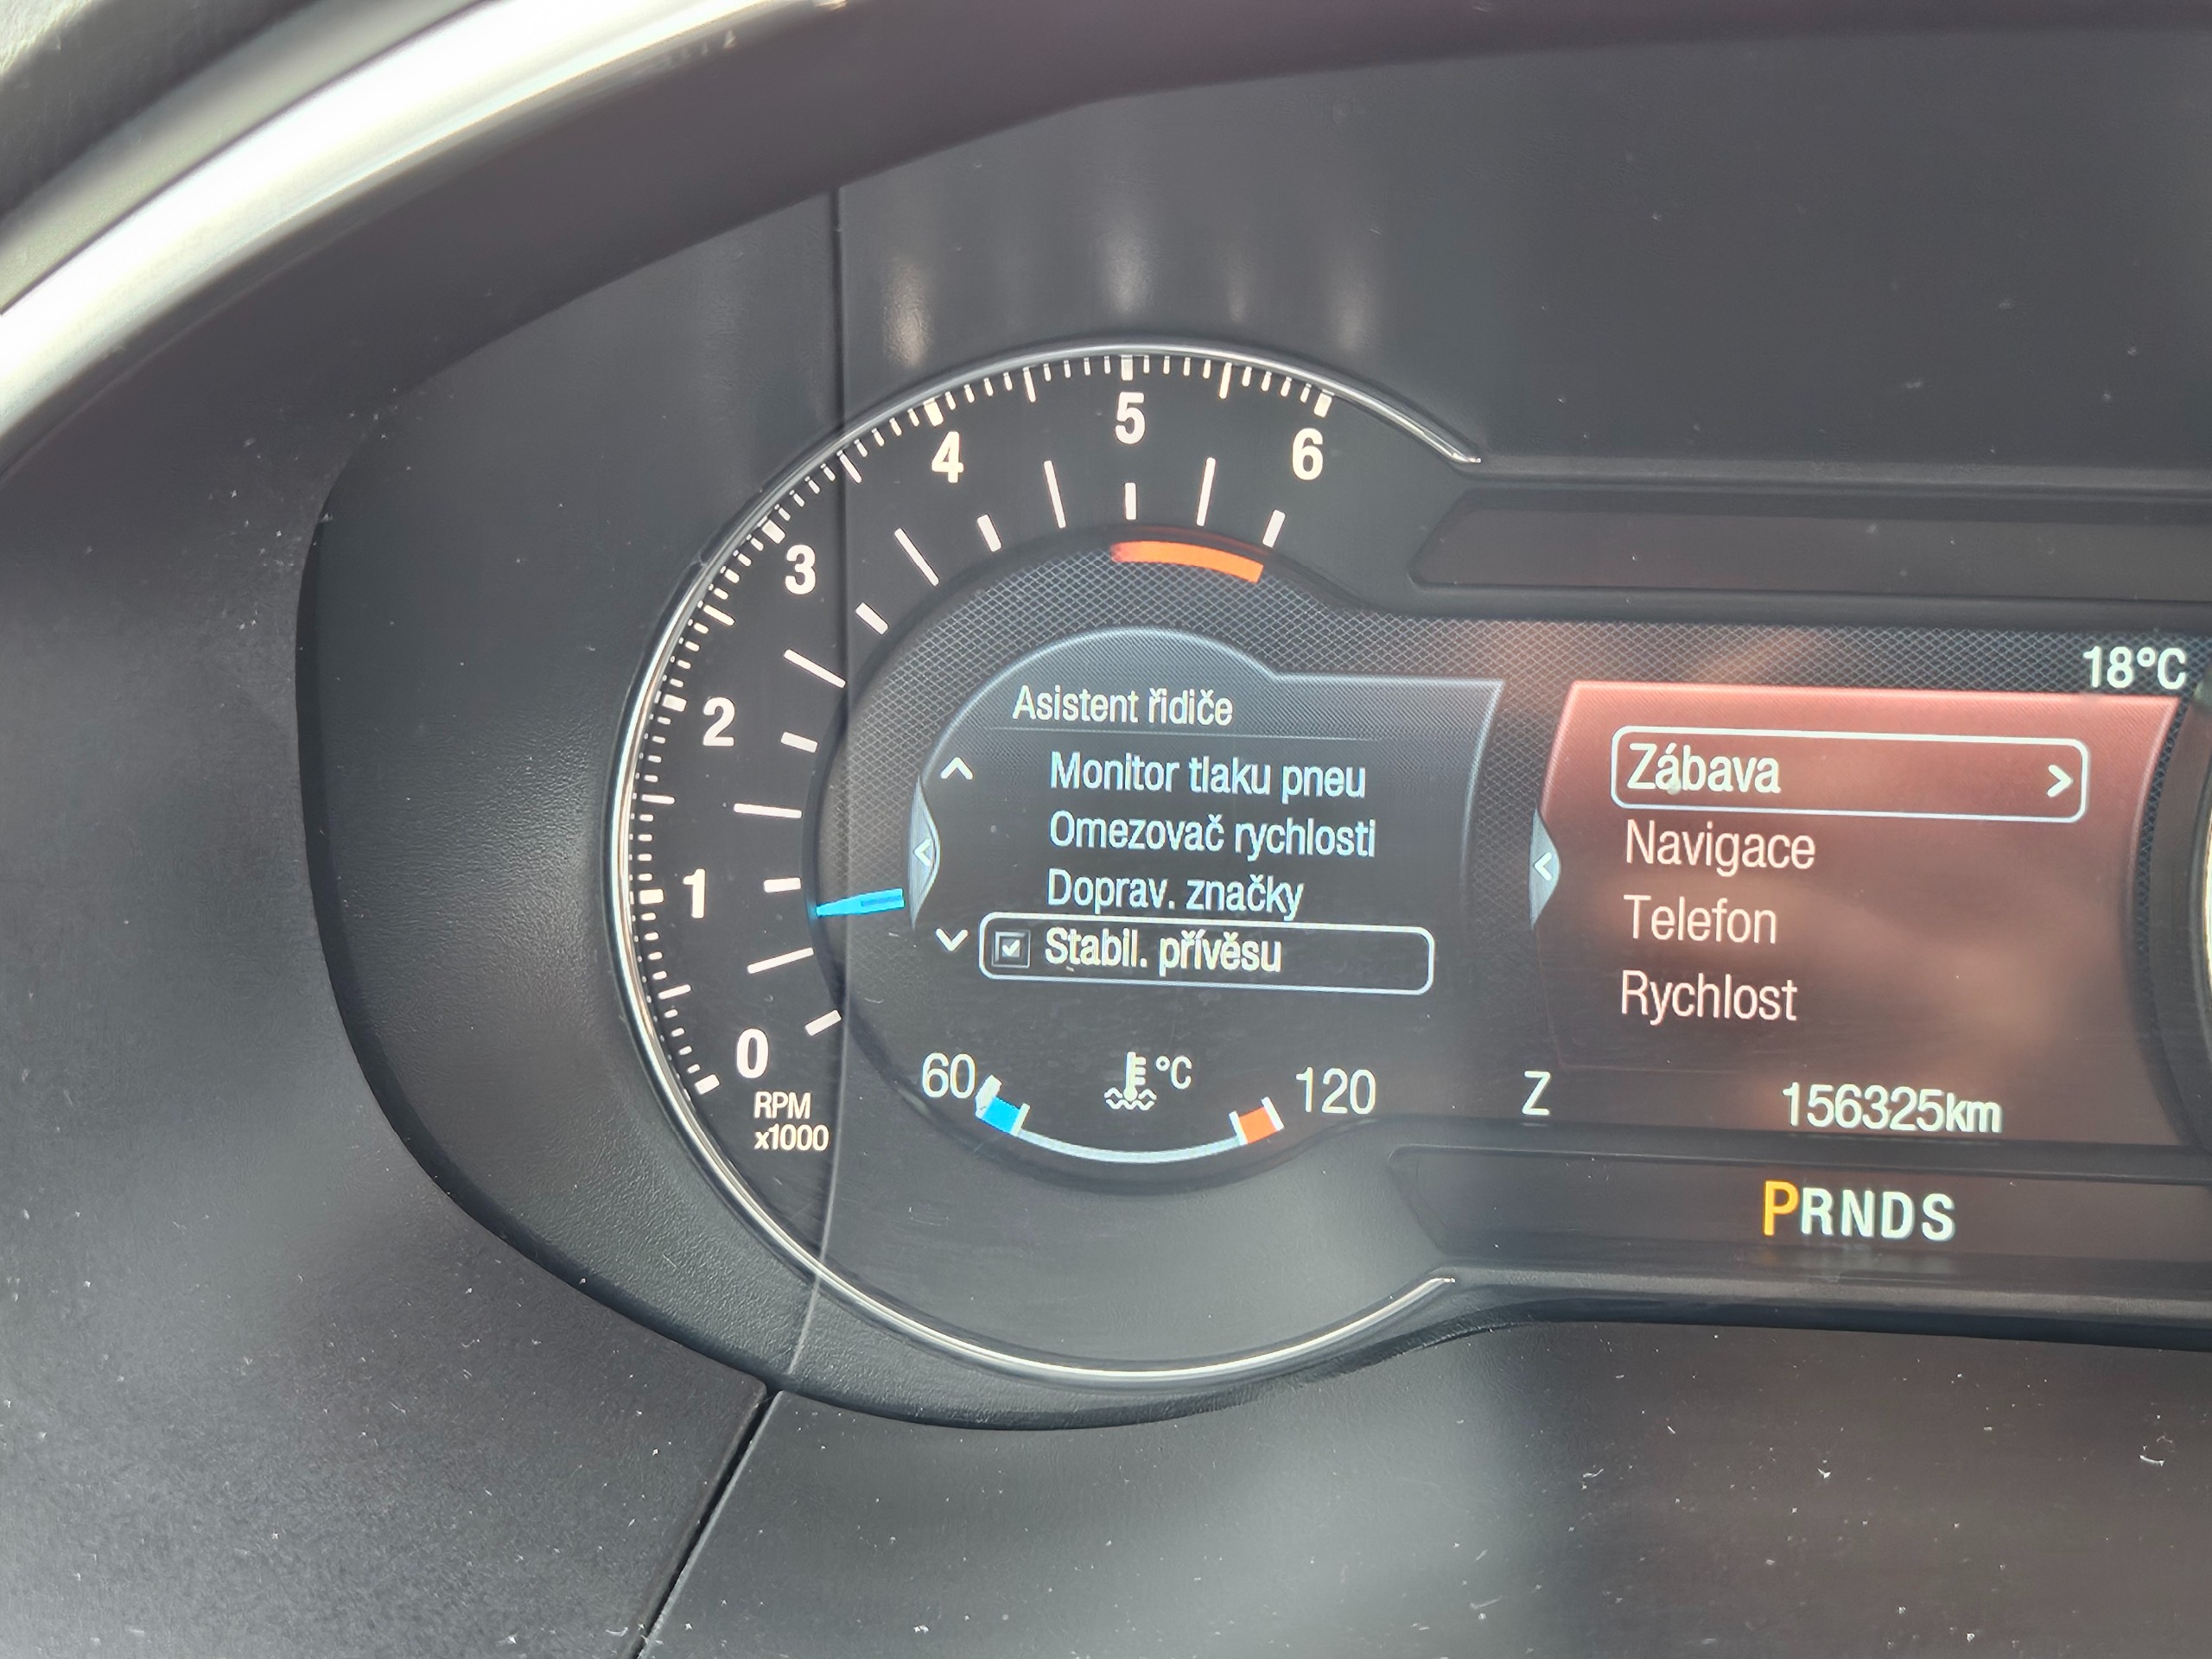 5
4
6
3
2
1
0
RPM
x1000
Asistent řidiče
Monitor tlaku pneu
Omezovač rychlosti
Doprav. značky
Stabil. přívěsu
60
°C
120
18°C
Zábava
Navigace
Telefon
Rychlost
Z
156325km
PRNDS